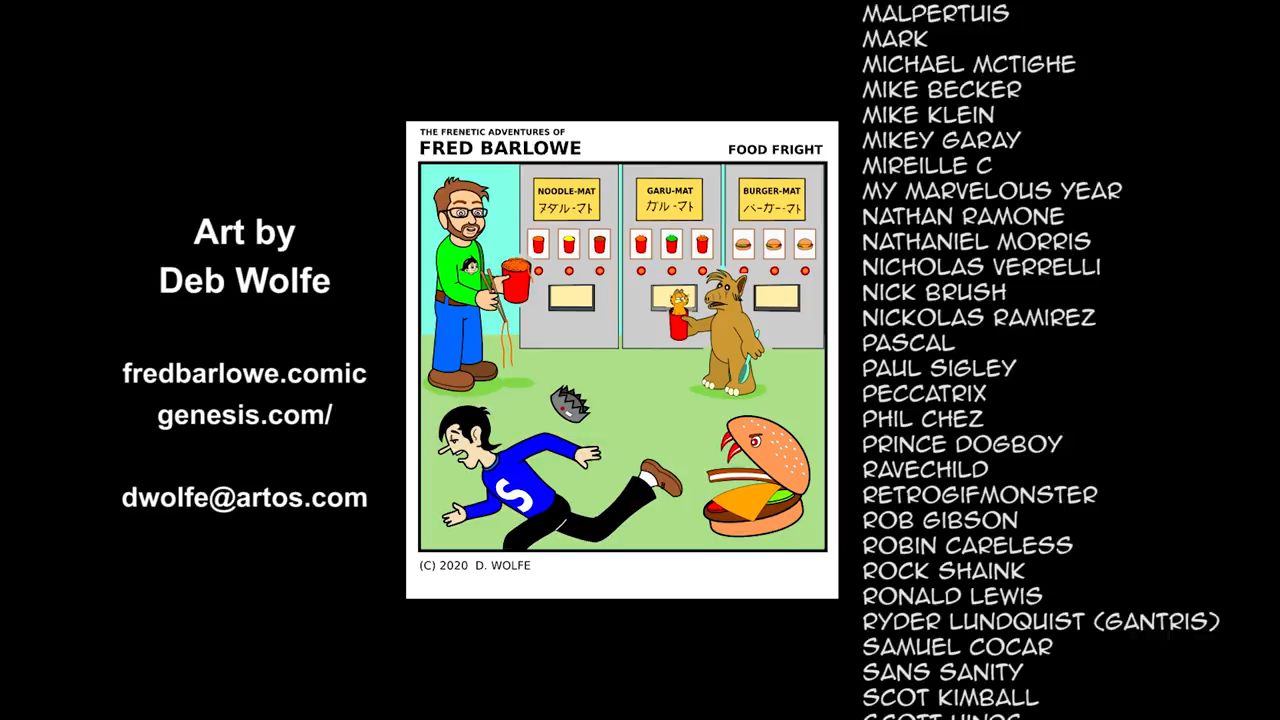 Art by
Deb Wolfe
fredbarlowe.comic
genesis.com/
dwolfe@artos.com
THE FRENETIC ADVENTURES OF
FRED BARLOWE
FOOD FRIGHT
NOODLE-MAT
ヌダル-マト
GARU-MAT
ガル-マト
BURGER-MAT
バーガー-マト
S
(C) 2020 D. WOLFE
MALPERTUIS
MARK
MICHAEL MCTIGHE
MIKE BECKER
MIKE KLEIN
MIKEY GARAY
MIREILLE C
MY MARVELOUS YEAR
NATHAN RAMONE
NATHANIEL MORRIS
NICHOLAS VERRELLI
NICK BRUSH
NICKOLAS RAMIREZ
PASCAL
PAUL SIGLEY
PECCATRIX
PHIL CHEZ
PRINCE DOGBOY
RAVECHILD
RETROGIFMONSTER
ROB GIBSON
ROBIN CARELESS
ROCK SHAINK
RONALD LEWIS
RYDER LUNDQUIST (GANTRIS)
SAMUEL COCAR
SANS SANITY
SCOT KIMBALL